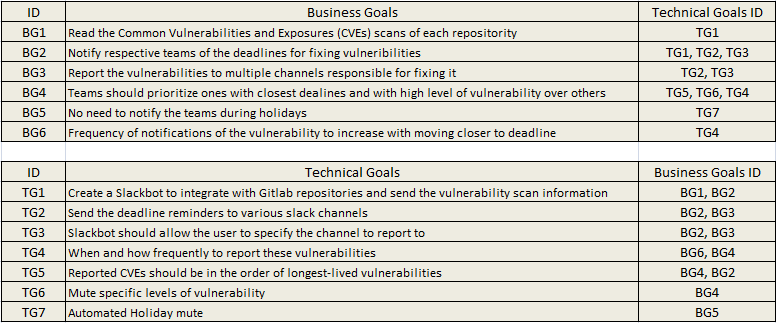 ID Business Goals Technical Goals ID
BG1 Read the Common Vulnerabilities and Exposures (CVEs) scans of each repositority TG1
BG2 Notify respective teams of the deadlines for fixing vulneribilities TG1, TG2, TG3
BG3 Report the vulnerabilities to multiple channels responsible for fixing it TG2, TG3
BG4 Teams should prioritize ones with closest dealines and with high level of vulnerability over others TG5, TG6, TG4
BG5 No need to notify the teams during holidays TG7
BG6 Frequency of notifications of the vulnerability to increase with moving closer to deadline TG4
ID Technical Goals Business Goals ID
TG1 Create a Slackbot to integrate with Gitlab repositories and send the vulnerability scan information BG1, BG2
TG2 Send the deadline reminders to various slack channels BG2, BG3
TG3 Slackbot should allow the user to specify the channel to report to BG2, BG3
TG4 When and how frequently to report these vulnerabilities BG6, BG4
TG5 Reported CVEs should be in the order of longest-lived vulnerabilities BG4, BG2
TG6 Mute specific levels of vulnerability BG4
TG7 Automated Holiday mute BG5